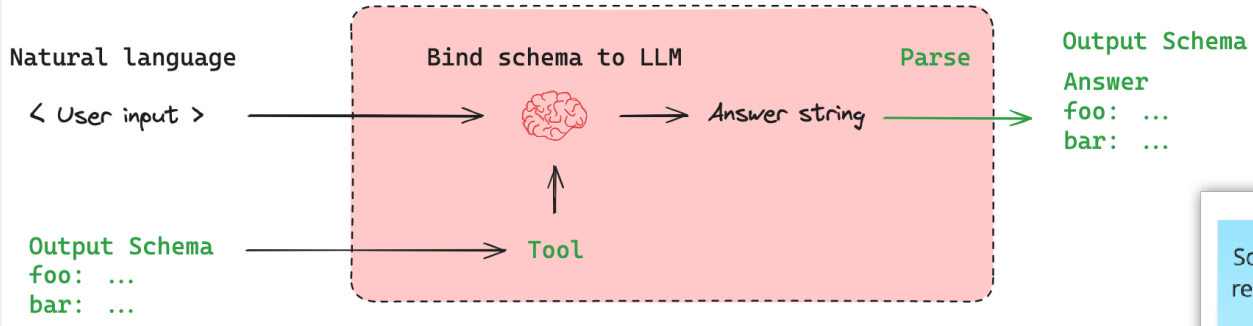 Natural language
< User input >
Output Schema
foo: ...
bar: ...
Bind schema to LLM
Parse
Answer string
Tool
Output Schema
Answer
foo: ...
bar: ...